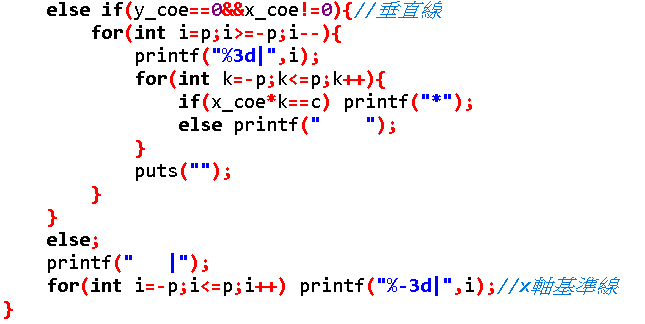 else if(y_coe==0&&x_coe!=0){//垂直線
for(int i=p;i>=-p;i--){
printf("%3d|",i);
for(int k=-p;k<=p;k++){
if(x_coe*k==c) printf("*");
else printf("    ");
}
puts("");
}
}
else;
printf("   |");
for(int i=-p;i<=p;i++) printf("%-3d|",i);//x軸基準線
}